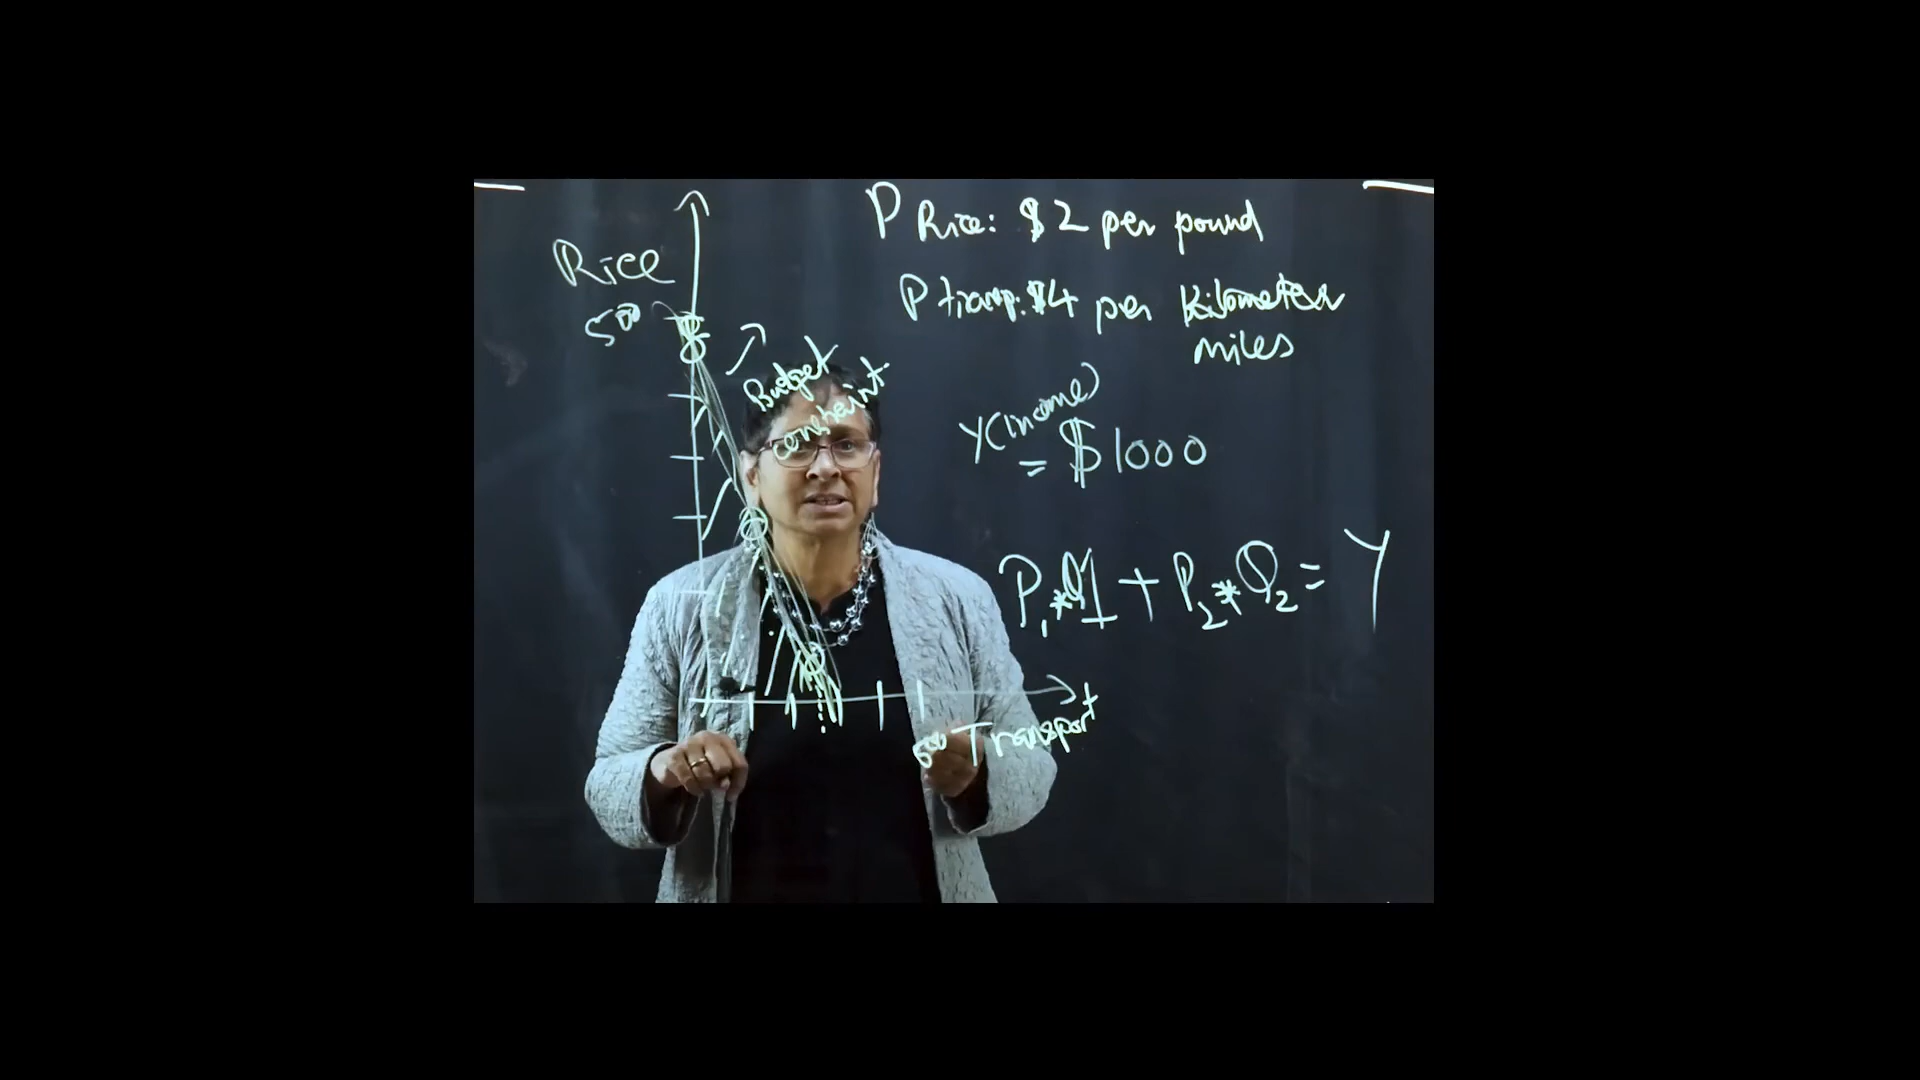 P Rice: $2 per pound
Rice
P transp: $4 per Kilometer
500
miles
Budget
constraint
Y(income)
= $1000
P1*Q1 + P2*Q2 = Y
500 Transport